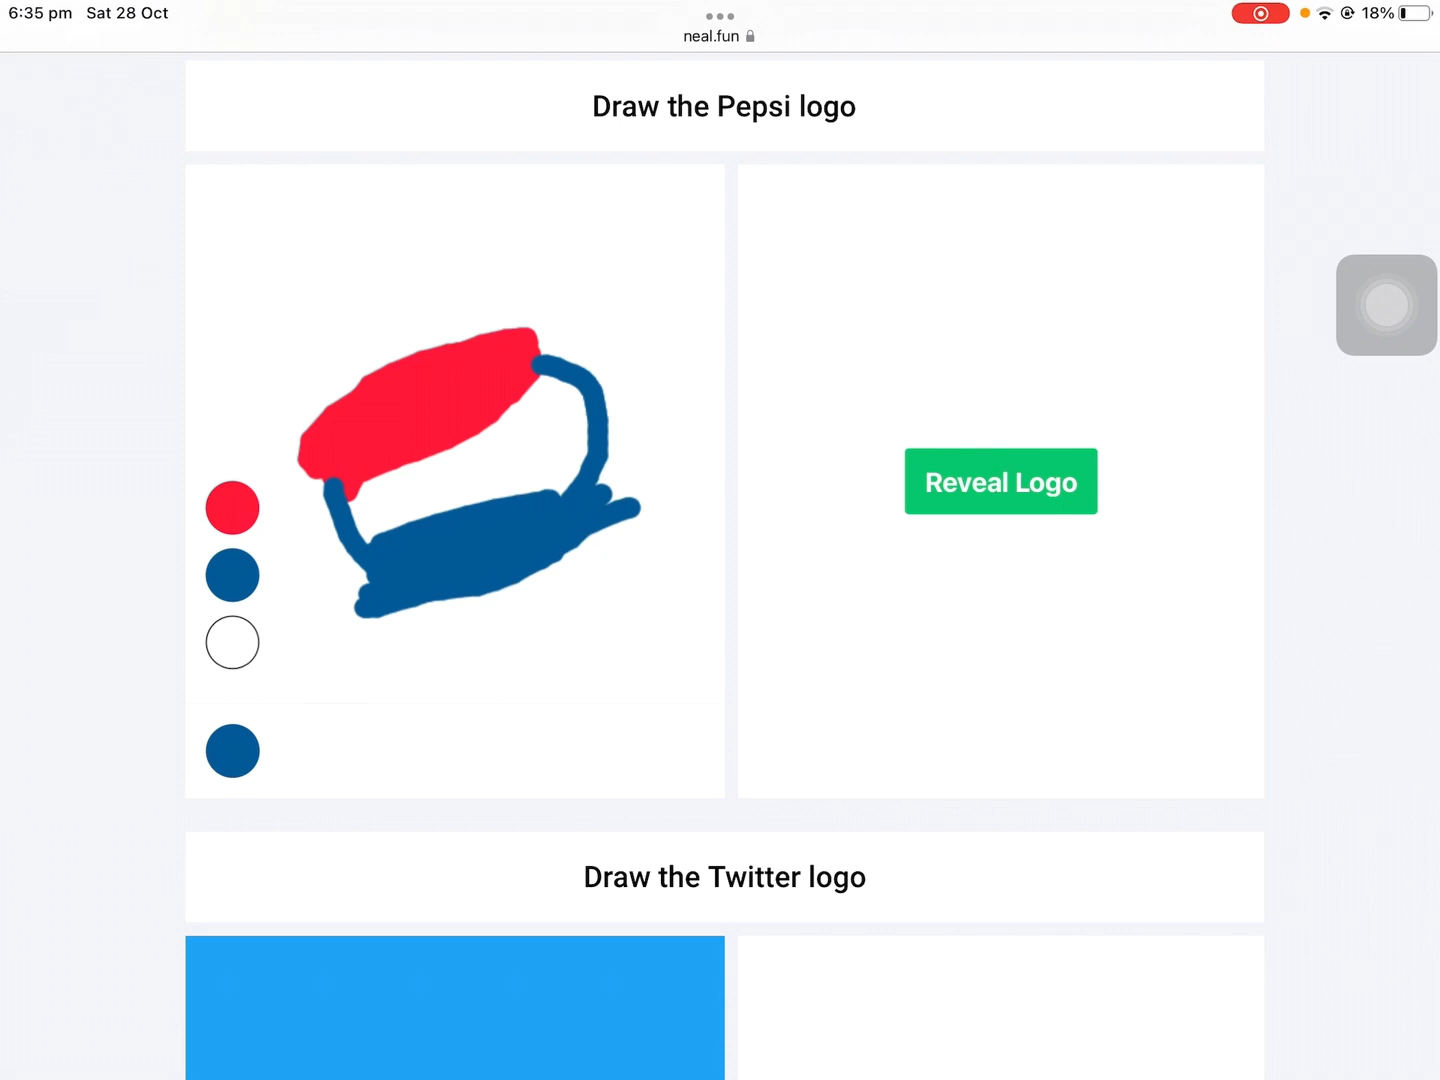 6:35 pm Sat 28 Oct
neal.fun
18%
Draw the Pepsi logo
Reveal Logo
Draw the Twitter logo